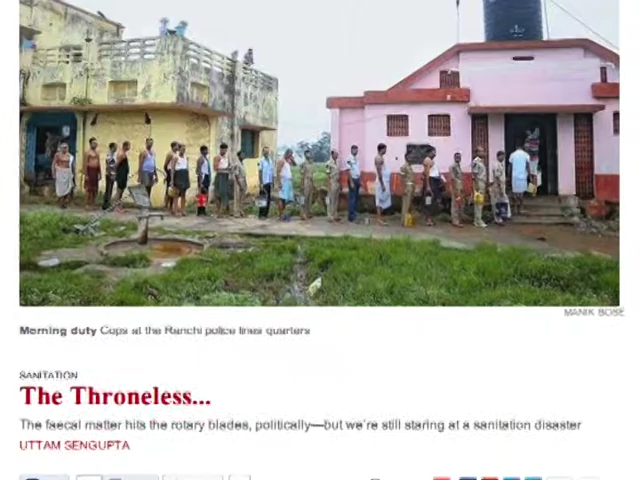 MANIK BOSE
Morning duty Cops at the Ranchi police lines quarters
SANITATION
The Throneless...
The faecal matter hits the rotary blades, politically—but we're still staring at a sanitation disaster
UTTAM SENGUPTA